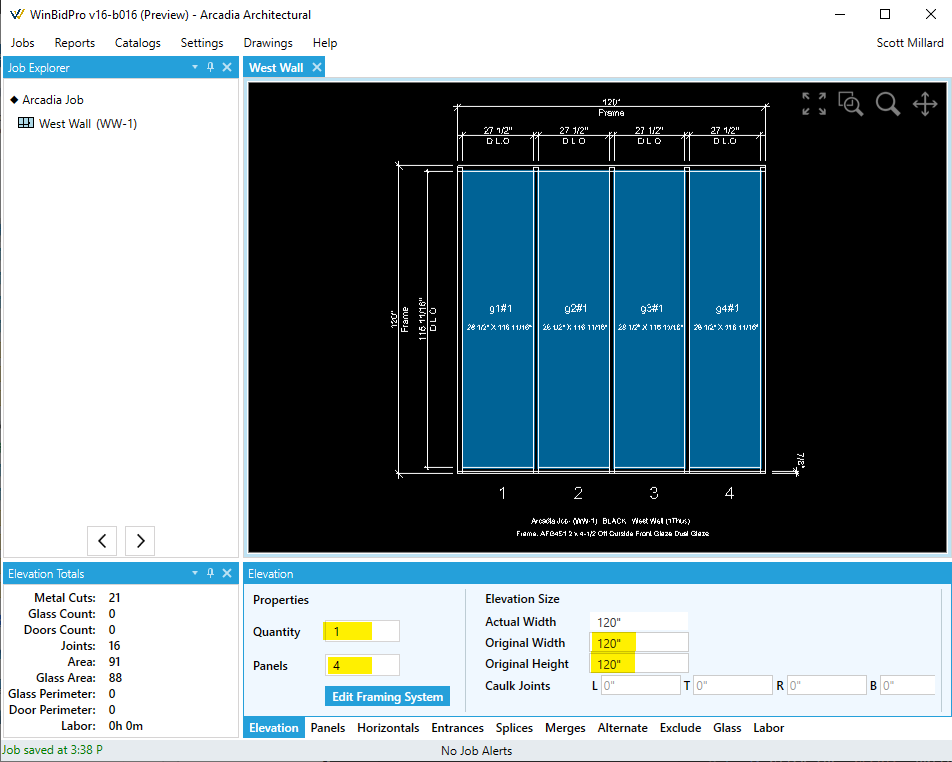 WinBidPro v16-b016 (Preview) - Arcadia Architectural
Jobs Reports Catalogs Settings Drawings Help Scott Millard
Job Explorer
West Wall
Arcadia Job
West Wall (WW-1)
120"
Frame
27 1/2" 27 1/2" 27 1/2" 27 1/2"
D L O D L O D L O D L O
120"
Frame
116 11/16"
D L O
g1#1 g2#1 g3#1 g4#1
28 1/2" X 116 11/16" 28 1/2" X 116 11/16" 28 1/2" X 116 11/16" 28 1/2" X 116 11/16"
7/8"
1 2 3 4
Arcadia Job- (WW-1) BLACK West Wall (1Thus)
Frame. AFG451 2 x 4-1/2 Off Outside Front Glaze Dual Glaze
Elevation Totals
Metal Cuts: 21
Glass Count: 0
Doors Count: 0
Joints: 16
Area: 91
Glass Area: 88
Glass Perimeter: 0
Door Perimeter: 0
Labor: 0h 0m
Elevation
Properties
Quantity 1
Panels 4
Edit Framing System
Elevation Size
Actual Width 120"
Original Width 120"
Original Height 120"
Caulk Joints L 0" T 0" R 0" B 0"
Elevation Panels Horizontals Entrances Splices Merges Alternate Exclude Glass Labor
Job saved at 3:38 P
No Job Alerts